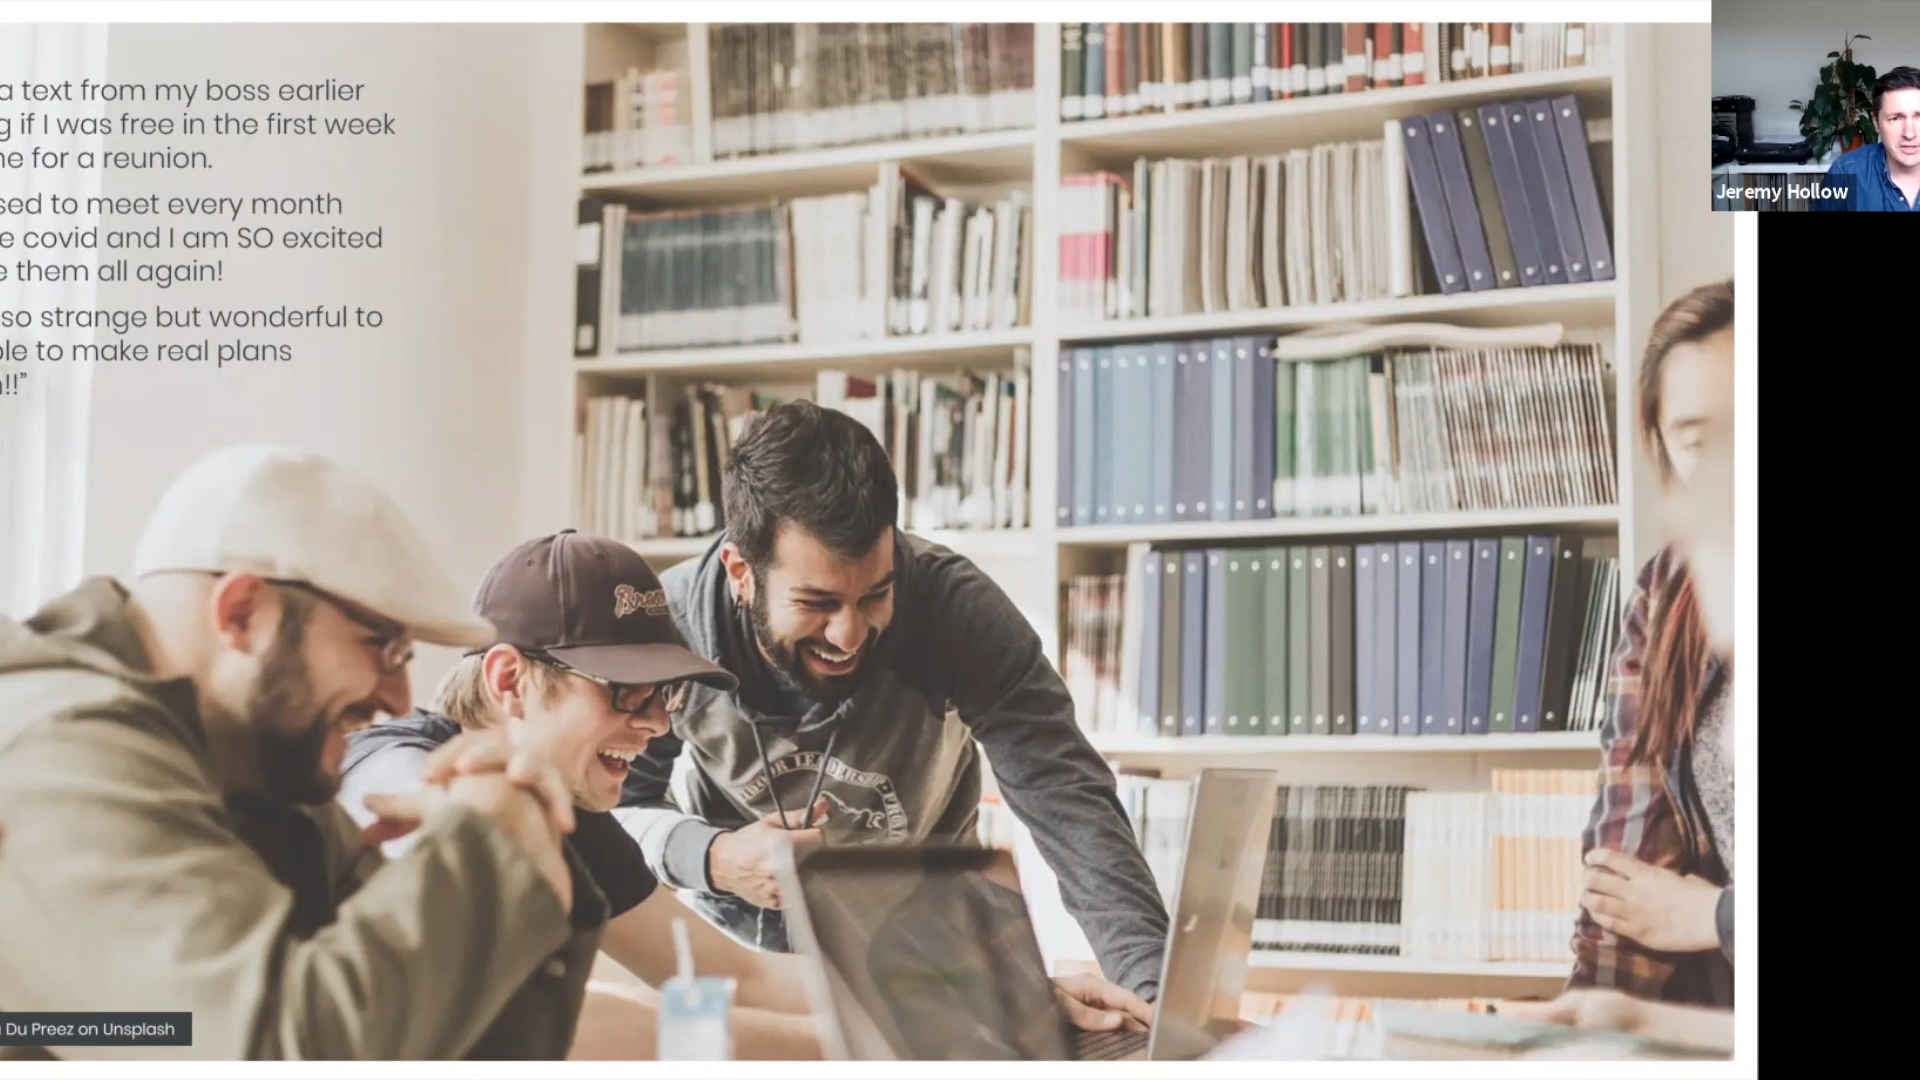 a text from my boss earlier
g if I was free in the first week
ne for a reunion.
sed to meet every month
e covid and I am SO excited
e them all again!
so strange but wonderful to
ble to make real plans
n!!"
Jeremy Hollow
Du Preez on Unsplash